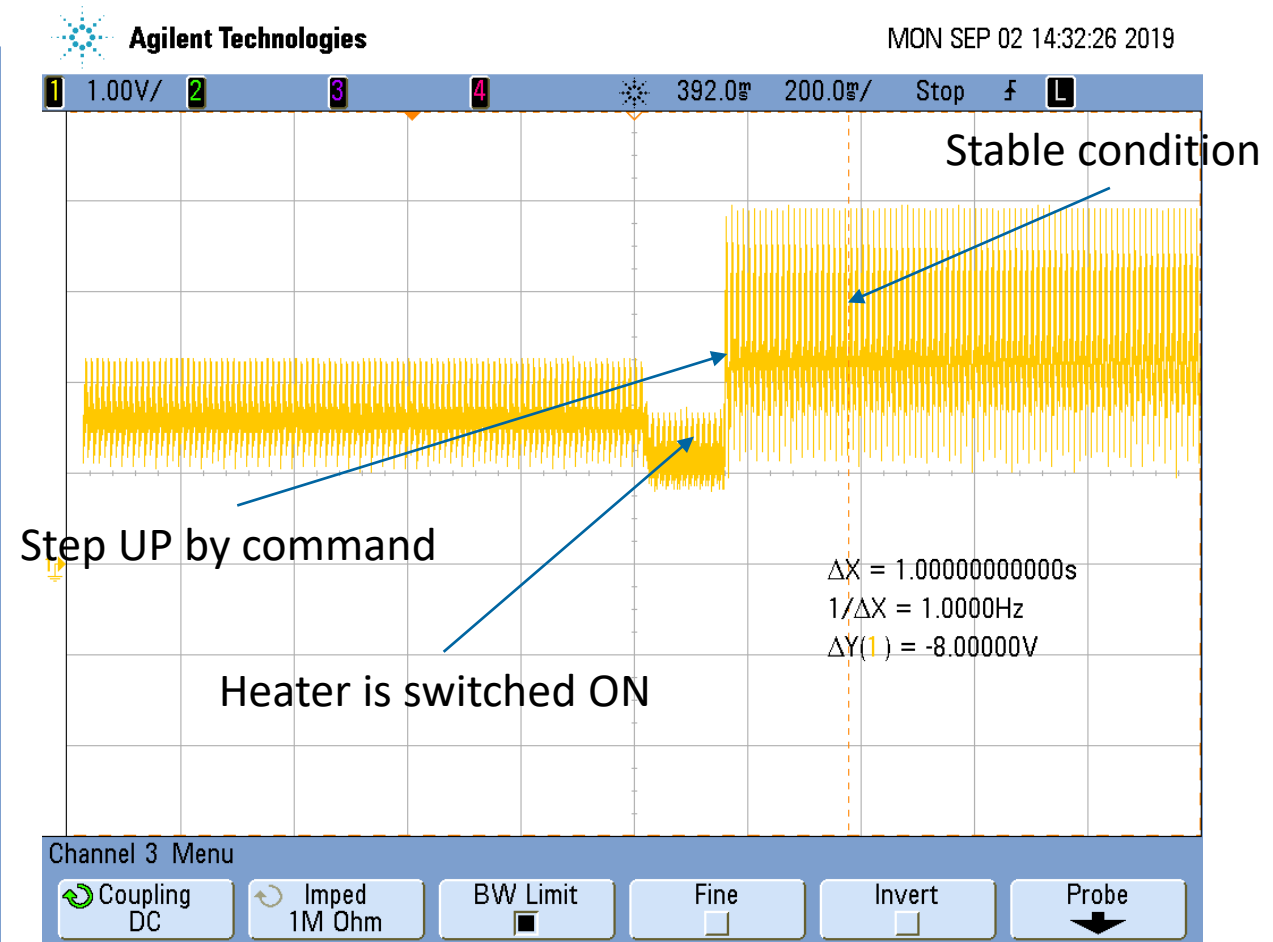 Agilent Technologies
MON SEP 02 14:32:26 2019
1 1.00V/ 2 3 4 392.0ms 200.0ms/ Stop L
Stable condition
Step UP by command
ΔX = 1.00000000000s
1/ΔX = 1.0000Hz
ΔY(1) = -8.00000V
Heater is switched ON
Channel 3 Menu
Coupling Imped BW Limit Fine Invert Probe
DC 1M Ohm